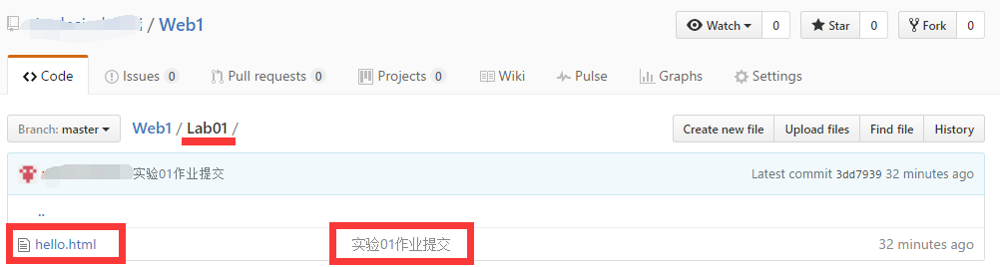 / Web1 Watch 0 Star 0 Fork 0
Code Issues 0 Pull requests 0 Projects 0 Wiki Pulse Graphs Settings
Branch: master Web1 / Lab01 / Create new file Upload files Find file History
实验01作业提交 Latest commit 3dd7939 32 minutes ago
..
hello.html 实验01作业提交 32 minutes ago